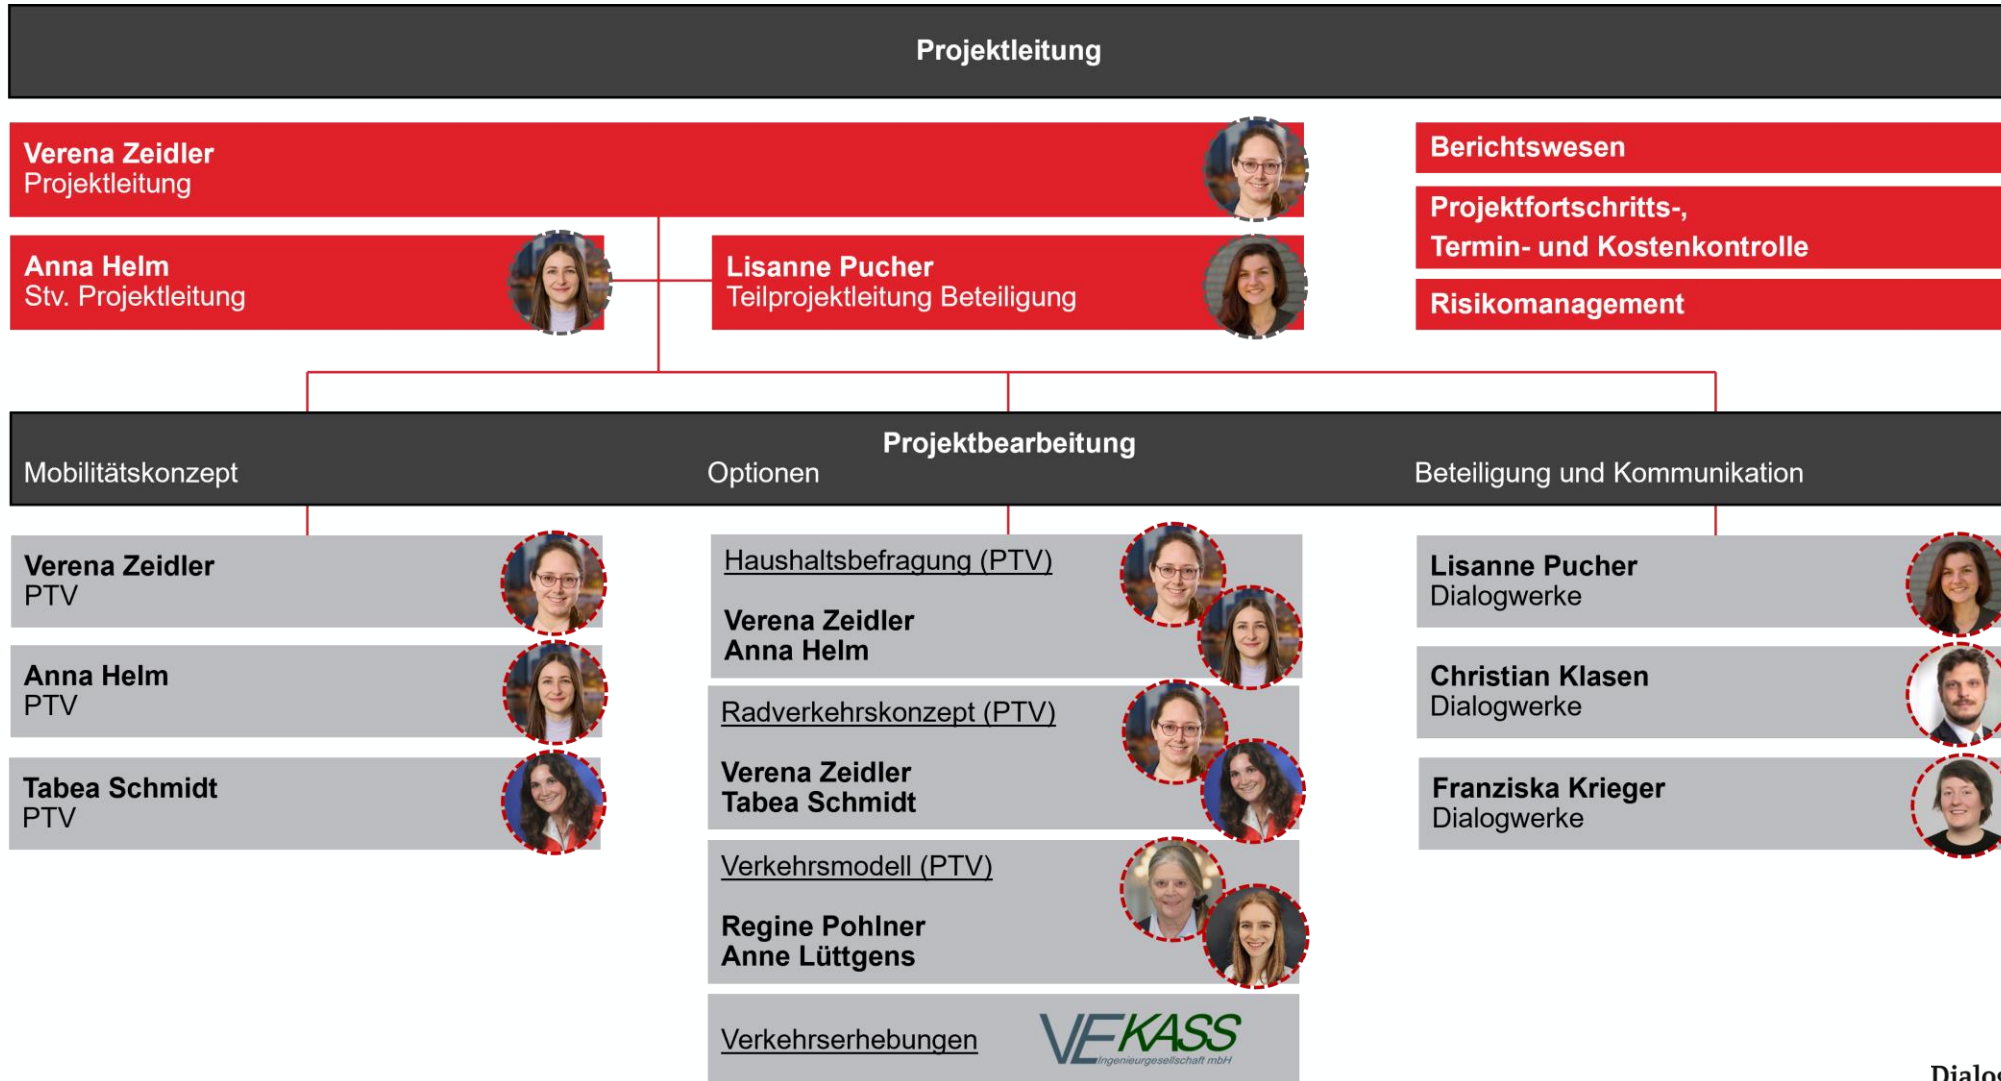 Projektleitung
Verena Zeidler
Projektleitung
Anna Helm
Stv. Projektleitung
Lisanne Pucher
Teilprojektleitung Beteiligung
Berichtswesen
Projektfortschritts-,
Termin- und Kostenkontrolle
Risikomanagement
Projektbearbeitung
Mobilitätskonzept
Optionen
Beteiligung und Kommunikation
Verena Zeidler
PTV
Anna Helm
PTV
Tabea Schmidt
PTV
Haushaltsbefragung (PTV)
Verena Zeidler
Anna Helm
Radverkehrskonzept (PTV)
Verena Zeidler
Tabea Schmidt
Verkehrsmodell (PTV)
Regine Pohlner
Anne Lüttgens
Verkehrserhebungen
VEKASS
Ingenieurgesellschaft mbH
Lisanne Pucher
Dialogwerke
Christian Klasen
Dialogwerke
Franziska Krieger
Dialogwerke
Dialog